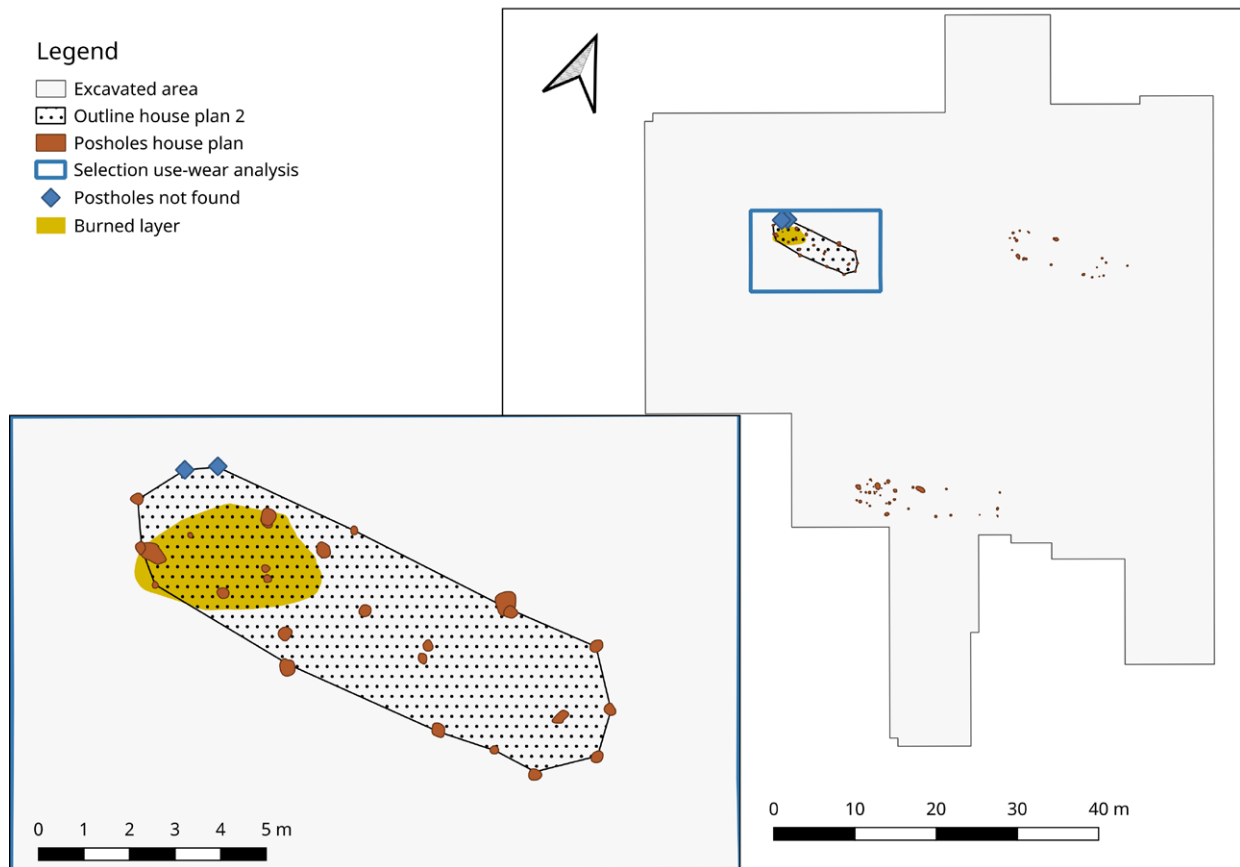 Legend
Excavated area
Outline house plan 2
Posholes house plan
Selection use-wear analysis
Postholes not found
Burned layer
0 1 2 3 4 5 m
0 10 20 30 40 m